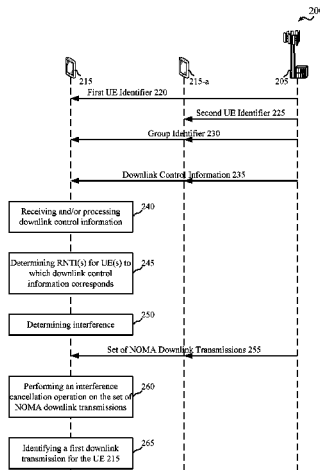 200
215
215-a
205
First UE Identifier 220
Second UE Identifier 225
Group Identifier 230
Downlink Control Information 235
240
Receiving and/or processing
downlink control information
245
Determining RNTI(s) for UE(s) to
which downlink control
information corresponds
250
Determining interference
Set of NOMA Downlink Transmissions 255
260
Performing an interference
cancellation operation on the set of
NOMA downlink transmissions
265
Identifying a first downlink
transmission for the UE 215